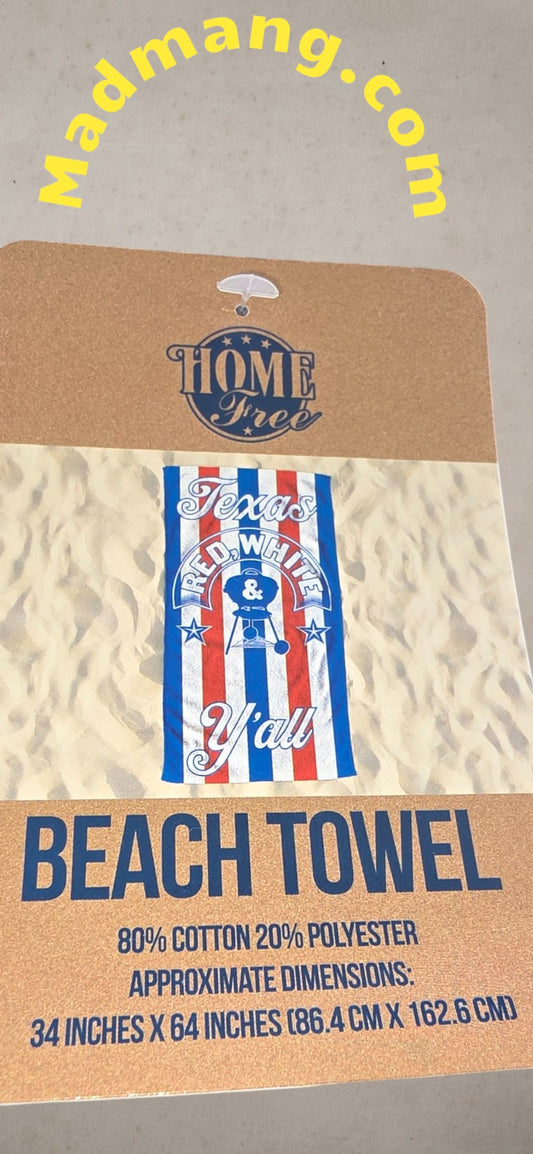 Madmang.com
HOME
Free
Texas
RED, WHITE
&
Y'all
BEACH TOWEL
80% COTTON 20% POLYESTER
APPROXIMATE DIMENSIONS:
34 INCHES X 64 INCHES (86.4 CM X 162.6 CM)